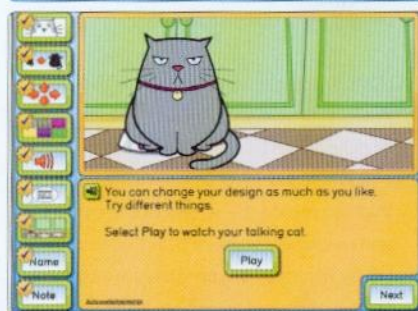 You can change your design as much as you like.
Try different things.
Select Play to watch your talking cat.
Play
Name
Note
Next